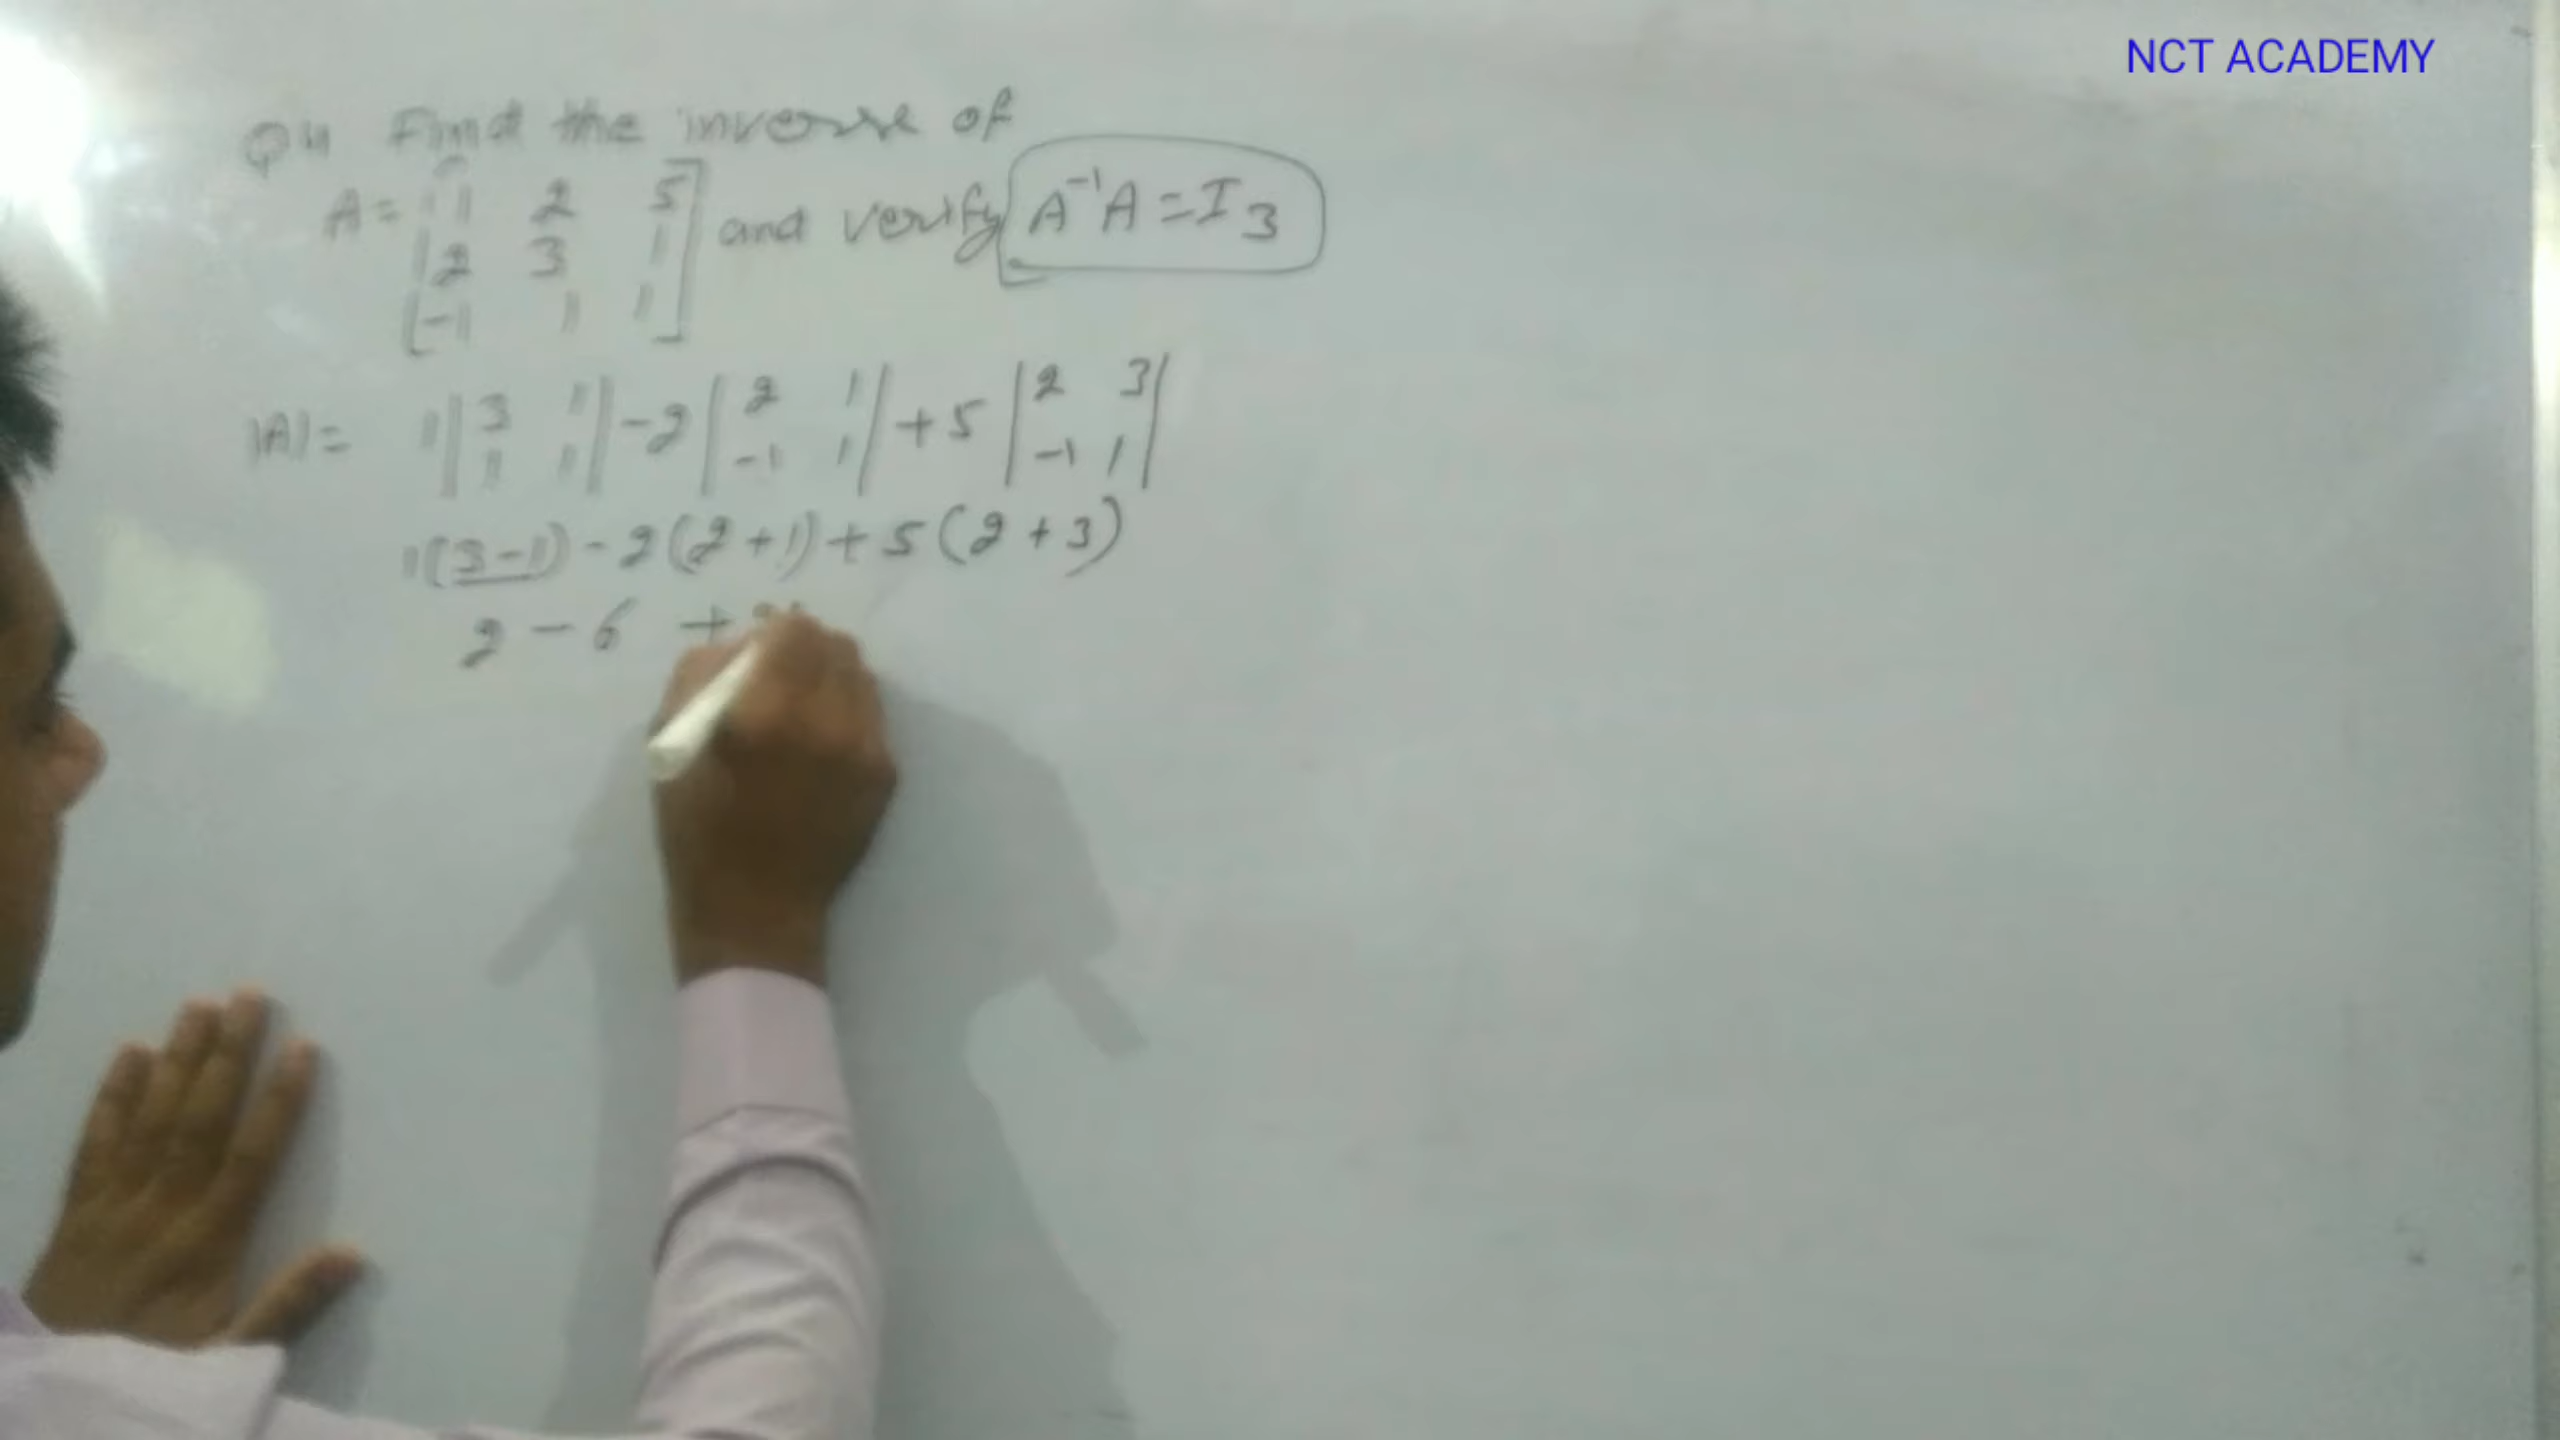 NCT ACADEMY
Q4 Find the inverse of
A = [1 2 5 and verify A⁻¹A = I3
2 3 1
-1 1 1]
|A| = 1 |3 1| - 2 |2 1| + 5 |2 3|
1 1 -1 1 -1 1
1(3-1) - 2(2+1) + 5(2+3)
2 - 6 +